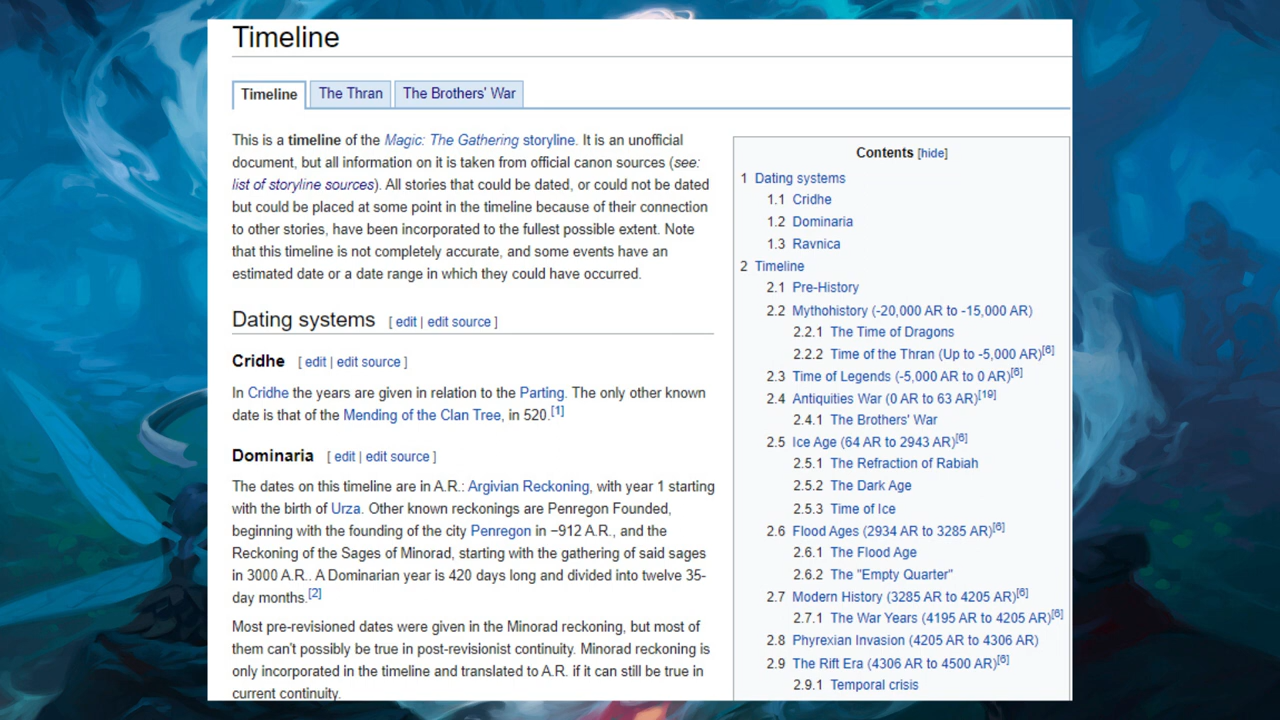 Timeline
Timeline
The Thran
The Brothers' War
This is a timeline of the Magic: The Gathering storyline. It is an unofficial
document, but all information on it is taken from official canon sources (see:
list of storyline sources). All stories that could be dated, or could not be dated
but could be placed at some point in the timeline because of their connection
to other stories, have been incorporated to the fullest possible extent. Note
that this timeline is not completely accurate, and some events have an
estimated date or a date range in which they could have occurred.
Dating systems [ edit | edit source ]
Cridhe [ edit | edit source ]
In Cridhe the years are given in relation to the Parting. The only other known
date is that of the Mending of the Clan Tree, in 520.[1]
Dominaria [ edit | edit source ]
The dates on this timeline are in A.R.: Argivian Reckoning, with year 1 starting
with the birth of Urza. Other known reckonings are Penregon Founded,
beginning with the founding of the city Penregon in −912 A.R., and the
Reckoning of the Sages of Minorad, starting with the gathering of said sages
in 3000 A.R.. A Dominarian year is 420 days long and divided into twelve 35-
day months.[2]
Most pre-revisioned dates were given in the Minorad reckoning, but most of
them can't possibly be true in post-revisionist continuity. Minorad reckoning is
only incorporated in the timeline and translated to A.R. if it can still be true in
current continuity.
Contents [hide]
1 Dating systems
1.1 Cridhe
1.2 Dominaria
1.3 Ravnica
2 Timeline
2.1 Pre-History
2.2 Mythohistory (-20,000 AR to -15,000 AR)
2.2.1 The Time of Dragons
2.2.2 Time of the Thran (Up to -5,000 AR)[6]
2.3 Time of Legends (-5,000 AR to 0 AR)[6]
2.4 Antiquities War (0 AR to 63 AR)[19]
2.4.1 The Brothers' War
2.5 Ice Age (64 AR to 2943 AR)[6]
2.5.1 The Refraction of Rabiah
2.5.2 The Dark Age
2.5.3 Time of Ice
2.6 Flood Ages (2934 AR to 3285 AR)[6]
2.6.1 The Flood Age
2.6.2 The "Empty Quarter"
2.7 Modern History (3285 AR to 4205 AR)[6]
2.7.1 The War Years (4195 AR to 4205 AR)[6]
2.8 Phyrexian Invasion (4205 AR to 4306 AR)
2.9 The Rift Era (4306 AR to 4500 AR)[6]
2.9.1 Temporal crisis